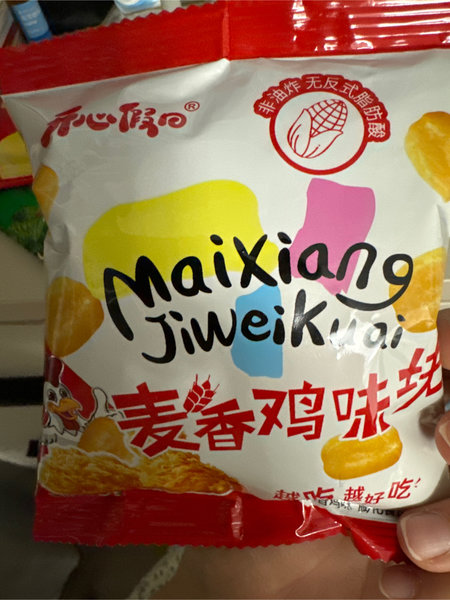 开心假日®
非油炸 无反式脂肪酸
MaiXiang
JiWeiKuai
麦香鸡味块
越吃 越好吃!